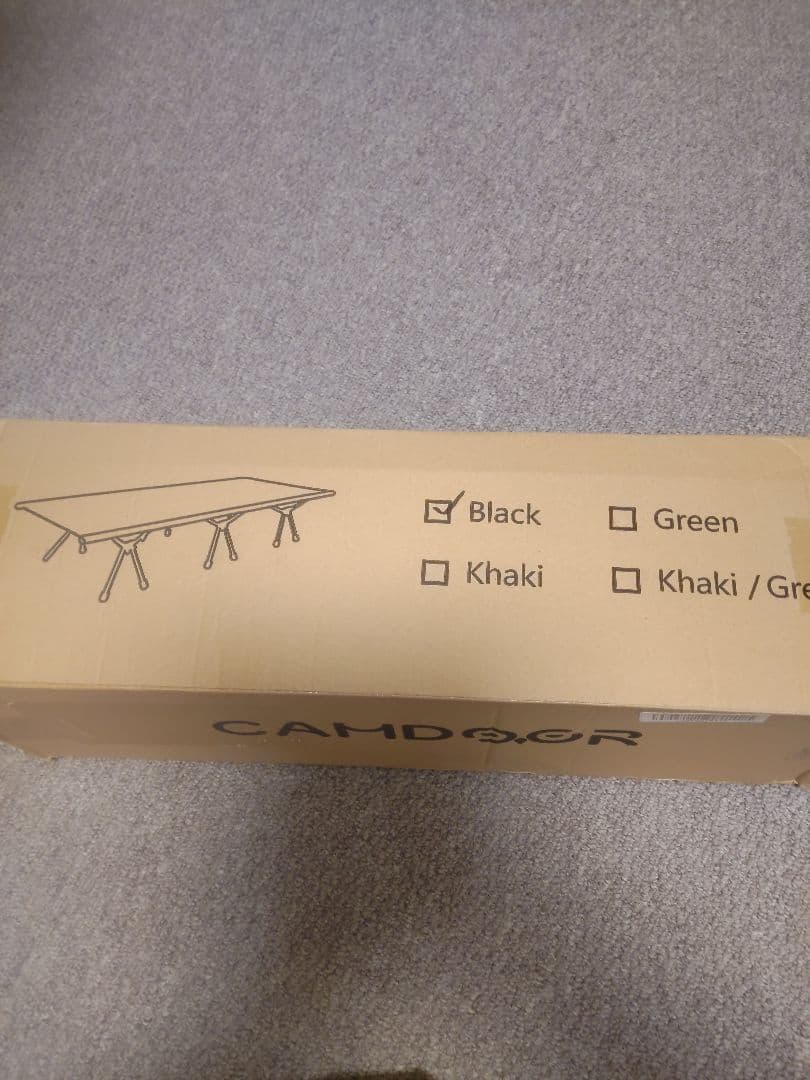 Black
Green
Khaki
Khaki / Gre
CAMDOOR